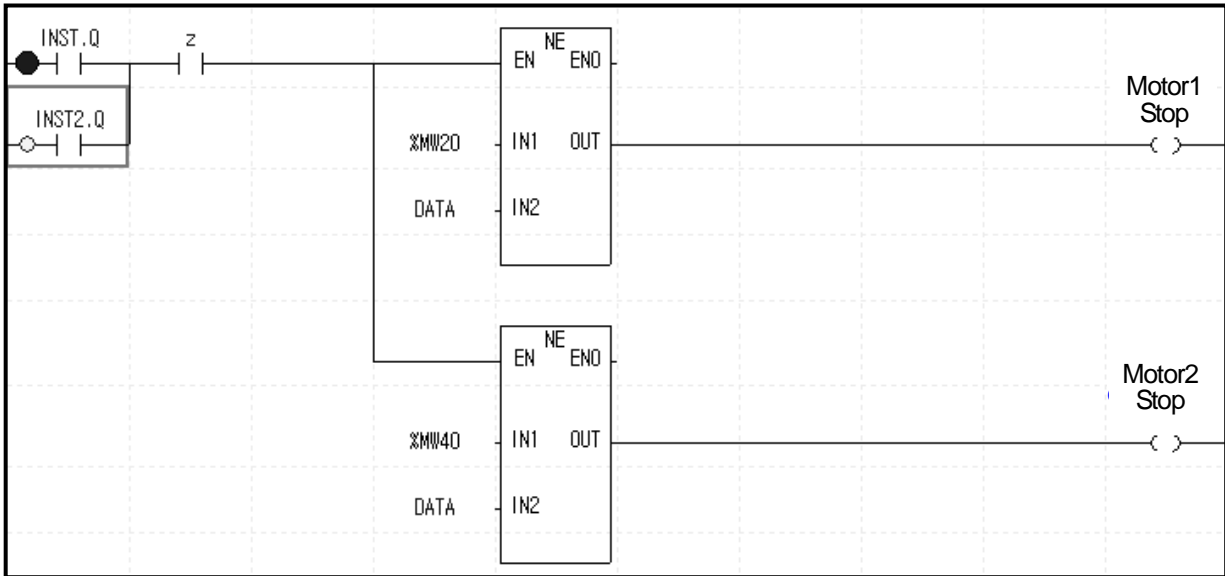 INST.Q
z
NE
EN ENO
Motor1
Stop
INST2.Q
%MW20
IN1 OUT
DATA
IN2
NE
EN ENO
Motor2
Stop
%MW40
IN1 OUT
DATA
IN2